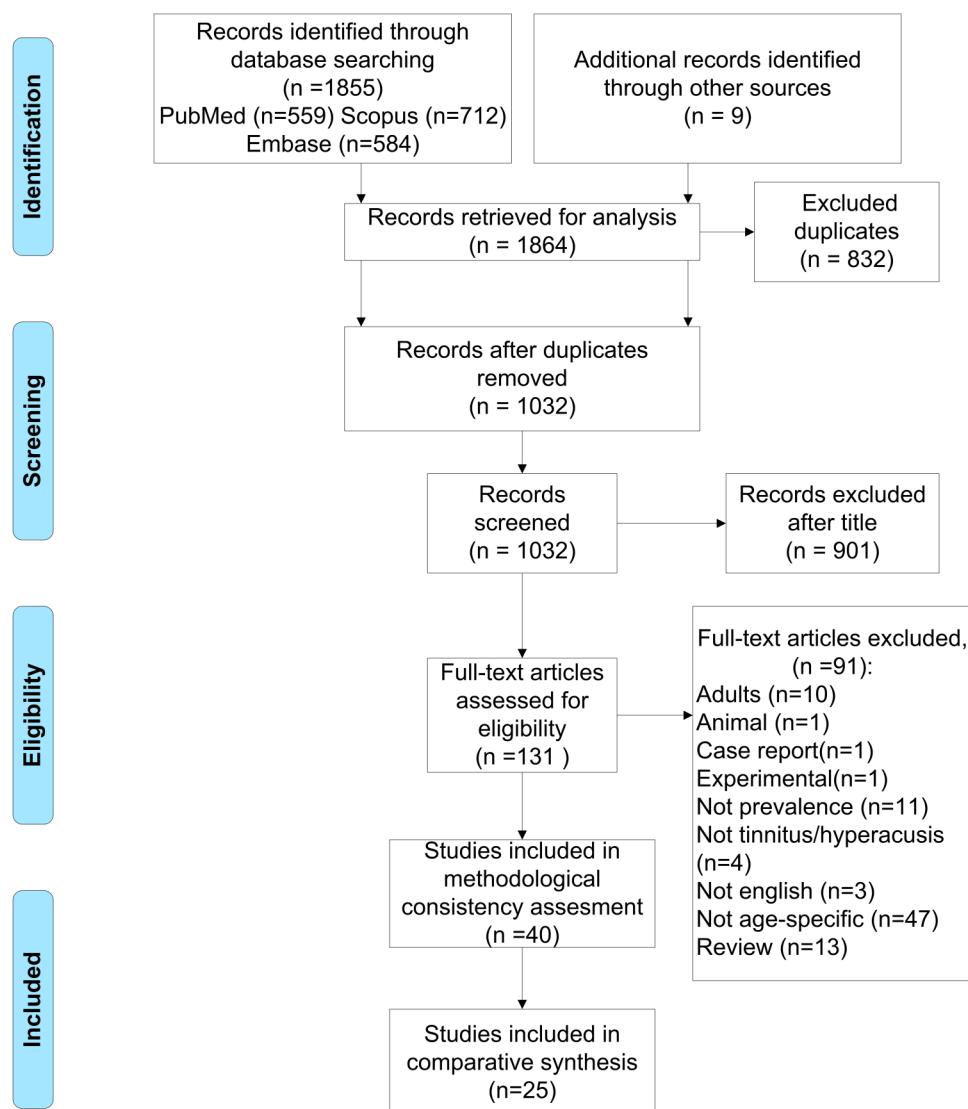 Identification
Records identified through
database searching
(n =1855)
PubMed (n=559) Scopus (n=712)
Embase (n=584)
Additional records identified
through other sources
(n = 9)
Records retrieved for analysis
(n = 1864)
Excluded
duplicates
(n = 832)
Screening
Records after duplicates
removed
(n = 1032)
Records
screened
(n = 1032)
Records excluded
after title
(n = 901)
Eligibility
Full-text articles
assessed for
eligibility
(n =131 )
Full-text articles excluded,
(n =91):
Adults (n=10)
Animal (n=1)
Case report(n=1)
Experimental(n=1)
Not prevalence (n=11)
Not tinnitus/hyperacusis
(n=4)
Not english (n=3)
Not age-specific (n=47)
Review (n=13)
Included
Studies included in
methodological
consistency assesment
(n =40)
Studies included in
comparative synthesis
(n=25)